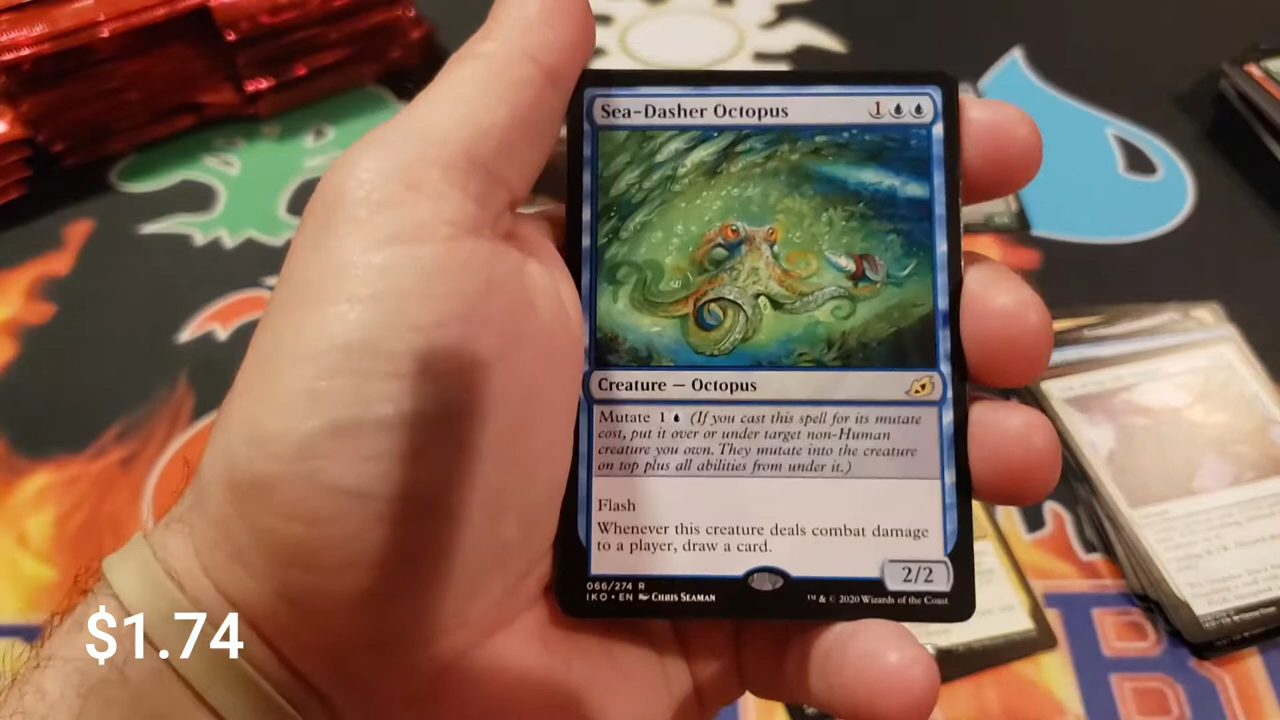 Sea-Dasher Octopus 1
Creature — Octopus
Mutate 1 (If you cast this spell for its mutate
cost, put it over or under target non-Human
creature you own. They mutate into the creature
on top plus all abilities from under it.)
Flash
Whenever this creature deals combat damage
to a player, draw a card.
2/2
066/274 R
IKO • EN CHRIS SEAMAN
™ & © 2020 Wizards of the Coast
$1.74